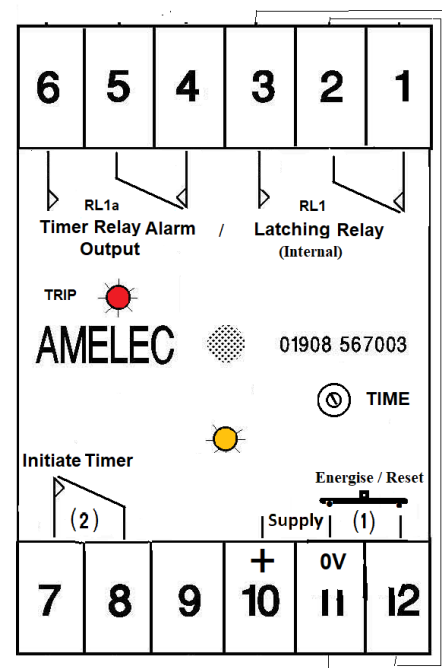 6 5 4 3 2 1
RL1a RL1
Timer Relay Alarm / Latching Relay
Output (Internal)
TRIP
AMELEC 01908 567003
TIME
Initiate Timer
Energise / Reset
(2) Supply (1)
+ 0V
7 8 9 10 11 12